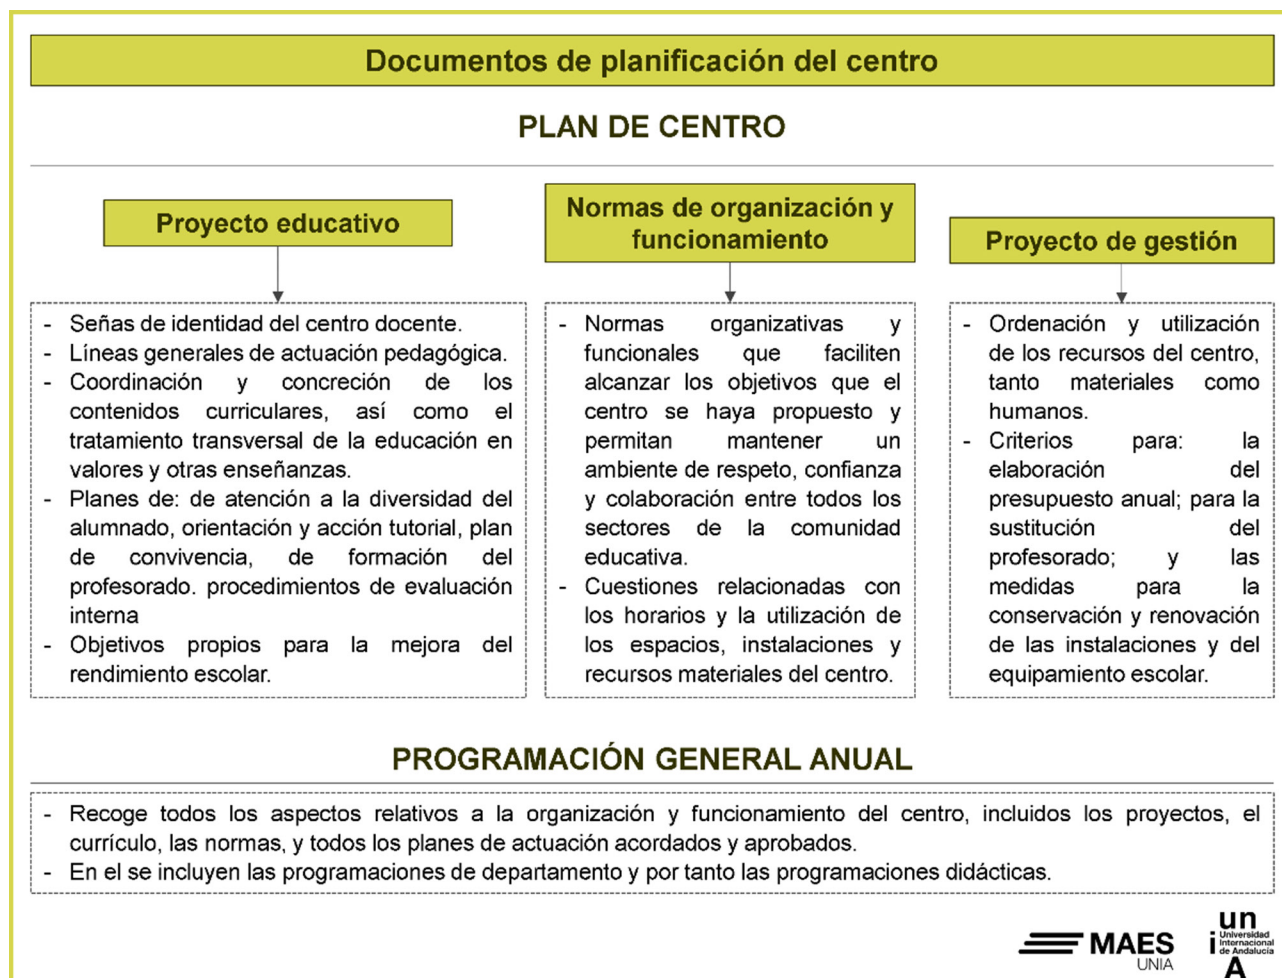 Documentos de planificación del centro
PLAN DE CENTRO
Proyecto educativo
- Señas de identidad del centro docente.
- Líneas generales de actuación pedagógica.
- Coordinación y concreción de los
contenidos curriculares, así como el
tratamiento transversal de la educación en
valores y otras enseñanzas.
- Planes de: de atención a la diversidad del
alumnado, orientación y acción tutorial, plan
de convivencia, de formación del
profesorado. procedimientos de evaluación
interna
- Objetivos propios para la mejora del
rendimiento escolar.
Normas de organización y
funcionamiento
- Normas organizativas y
funcionales que faciliten
alcanzar los objetivos que el
centro se haya propuesto y
permitan mantener un
ambiente de respeto, confianza
y colaboración entre todos los
sectores de la comunidad
educativa.
- Cuestiones relacionadas con
los horarios y la utilización de
los espacios, instalaciones y
recursos materiales del centro.
Proyecto de gestión
- Ordenación y utilización
de los recursos del centro,
tanto materiales como
humanos.
- Criterios para: la
elaboración del
presupuesto anual; para la
sustitución del
profesorado; y las
medidas para la
conservación y renovación
de las instalaciones y del
equipamiento escolar.
PROGRAMACIÓN GENERAL ANUAL
- Recoge todos los aspectos relativos a la organización y funcionamiento del centro, incluidos los proyectos, el
currículo, las normas, y todos los planes de actuación acordados y aprobados.
- En el se incluyen las programaciones de departamento y por tanto las programaciones didácticas.
MAES
UNIA
un
i
Universidad
Internacional
de Andalucía
A